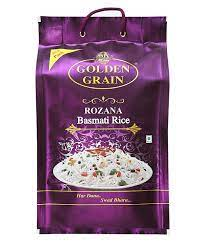 GOLDEN
GRAIN
ROZANA
Basmati Rice
Har Dana...
Swad Bhara...